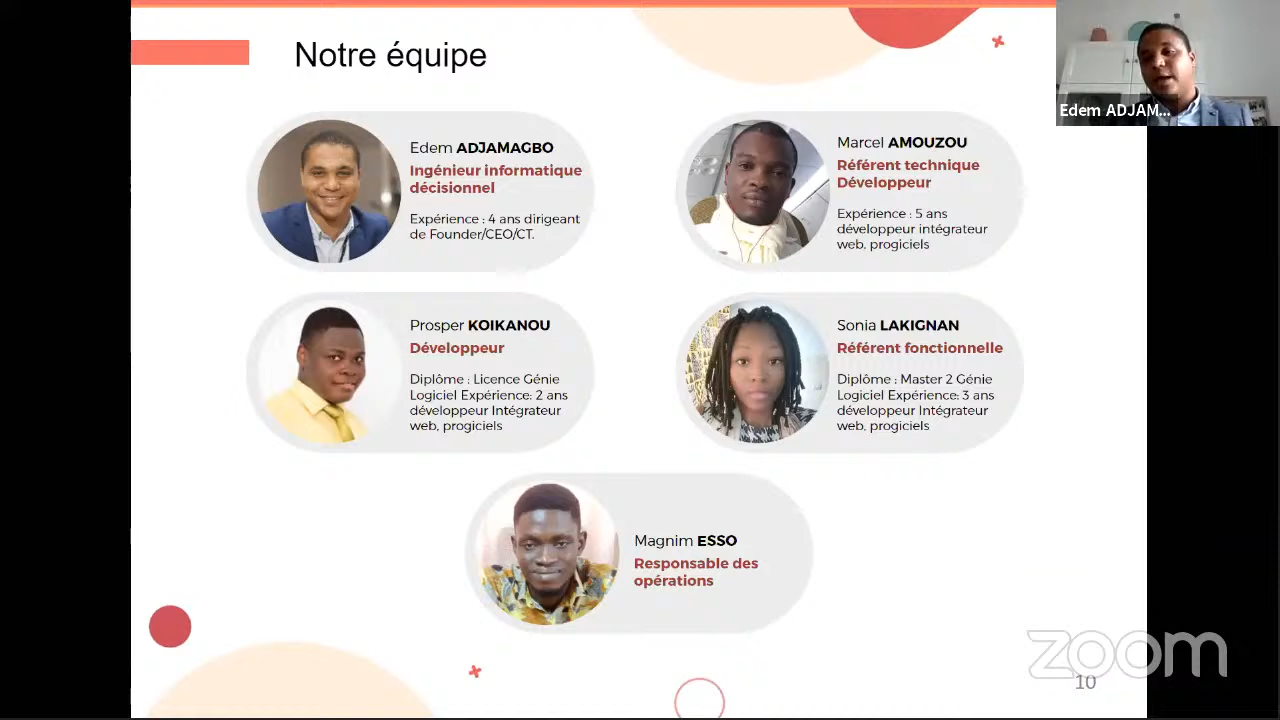 Notre équipe
Edem ADJAM...
Edem ADJAMAGBO
Ingénieur informatique
décisionnel
Expérience : 4 ans dirigeant
de Founder/CEO/CT.
Marcel AMOUZOU
Référent technique
Développeur
Expérience : 5 ans
développeur intégrateur
web, progiciels
Prosper KOIKANOU
Développeur
Diplôme : Licence Génie
Logiciel Expérience: 2 ans
développeur Intégrateur
web, progiciels
Sonia LAKIGNAN
Référent fonctionnelle
Diplôme : Master 2 Génie
Logiciel Expérience: 3 ans
développeur Intégrateur
web, progiciels
Magnim ESSO
Responsable des
opérations
zoom
10